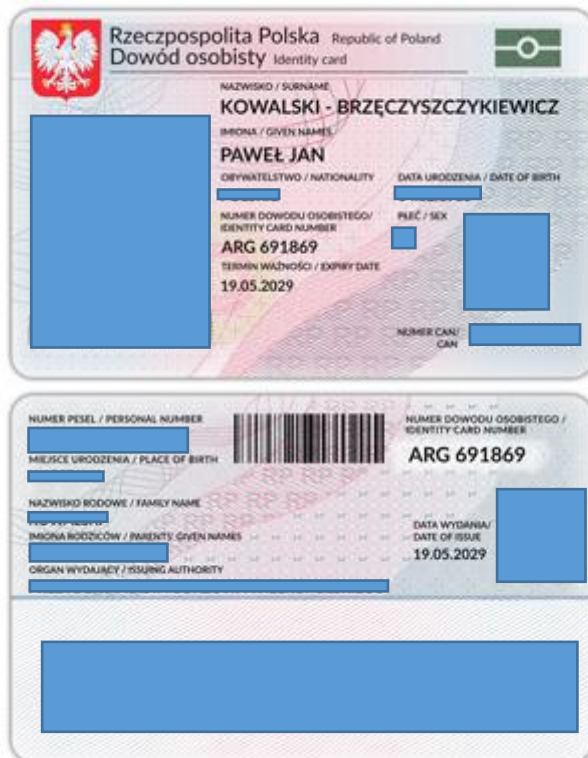 Rzeczpospolita Polska Republic of Poland
Dowód osobisty Identity card
NAZWISKO / SURNAME
KOWALSKI - BRZĘCZYSZCZYKIEWICZ
IMIONA / GIVEN NAMES
PAWEŁ JAN
OBYWATELSTWO / NATIONALITY DATA URODZENIA / DATE OF BIRTH
NUMER DOWODU OSOBISTEGO/ PŁEĆ / SEX
IDENTITY CARD NUMBER
ARG 691869
TERMIN WAŻNOŚCI / EXPIRY DATE
19.05.2029
NUMER CAN/
CAN
NUMER PESEL / PERSONAL NUMBER NUMER DOWODU OSOBISTEGO /
IDENTITY CARD NUMBER
ARG 691869
MIEJSCE URODZENIA / PLACE OF BIRTH
NAZWISKO RODOWE / FAMILY NAME
IMIONA RODZICÓW / PARENTS' GIVEN NAMES
DATA WYDANIA/
DATE OF ISSUE
19.05.2029
ORGAN WYDAJĄCY / ISSUING AUTHORITY